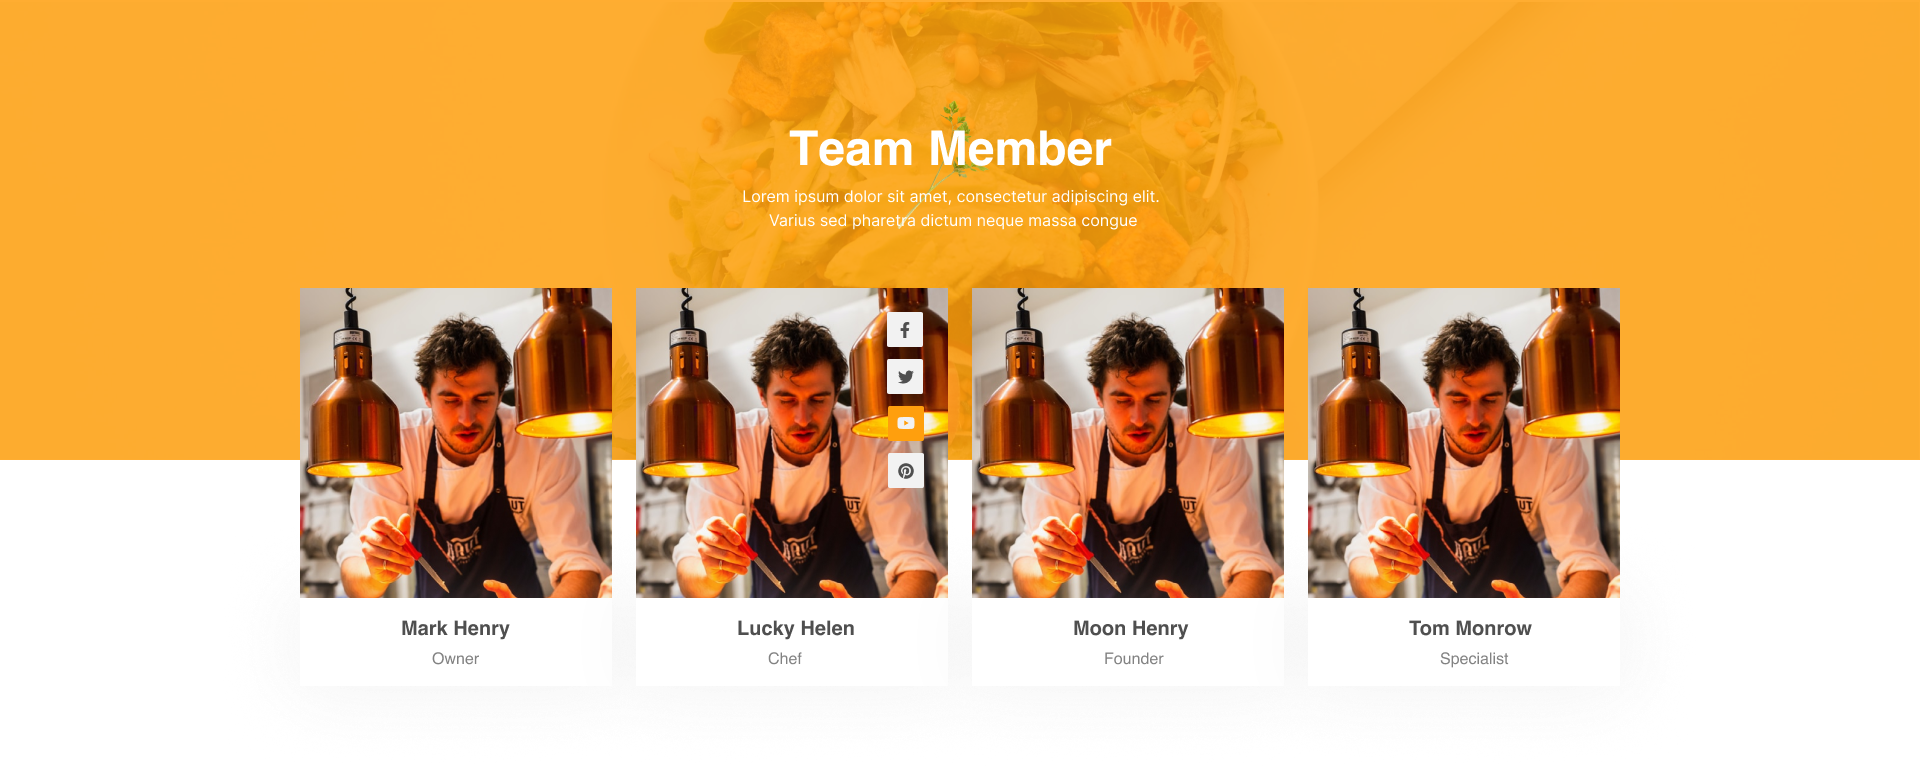 Team Member
Lorem ipsum dolor sit amet, consectetur adipiscing elit.
Varius sed pharetra dictum neque massa congue
Mark Henry
Owner
Lucky Helen
Chef
Moon Henry
Founder
Tom Monrow
Specialist